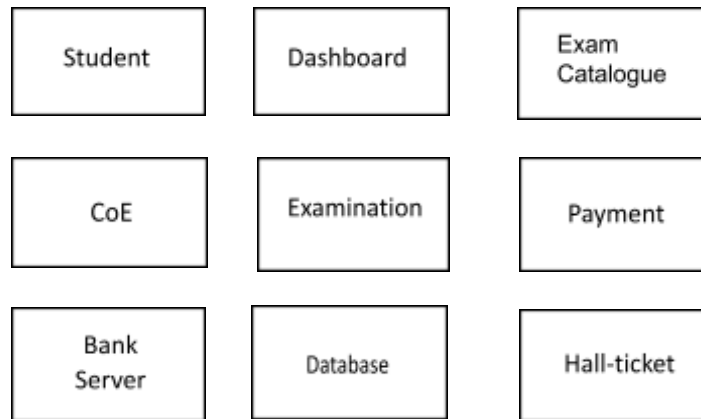 Student
Dashboard
Exam
Catalogue
CoE
Examination
Payment
Bank
Server
Database
Hall-ticket